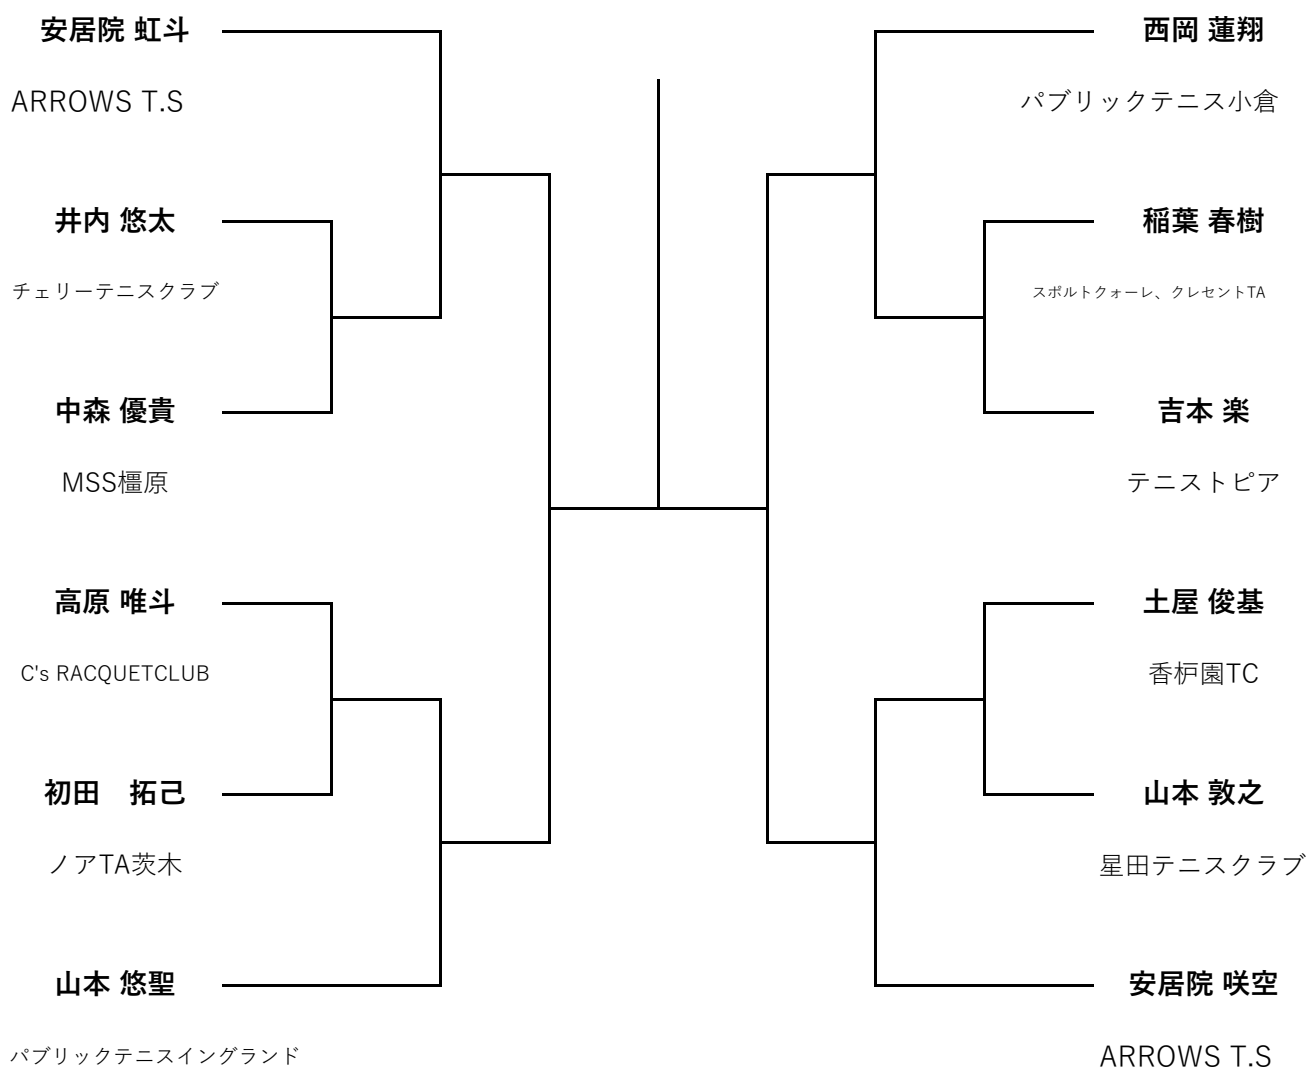 安居院 虹斗
ARROWS T.S
井内 悠太
チェリーテニスクラブ
中森 優貴
MSS橿原
高原 唯斗
C's RACQUETCLUB
初田　拓己
ノアTA茨木
山本 悠聖
パブリックテニスイングランド
西岡 蓮翔
パブリックテニス小倉
稲葉 春樹
スポルトクォーレ、クレセントTA
吉本 楽
テニストピア
土屋 俊基
香枦園TC
山本 敦之
星田テニスクラブ
安居院 咲空
ARROWS T.S